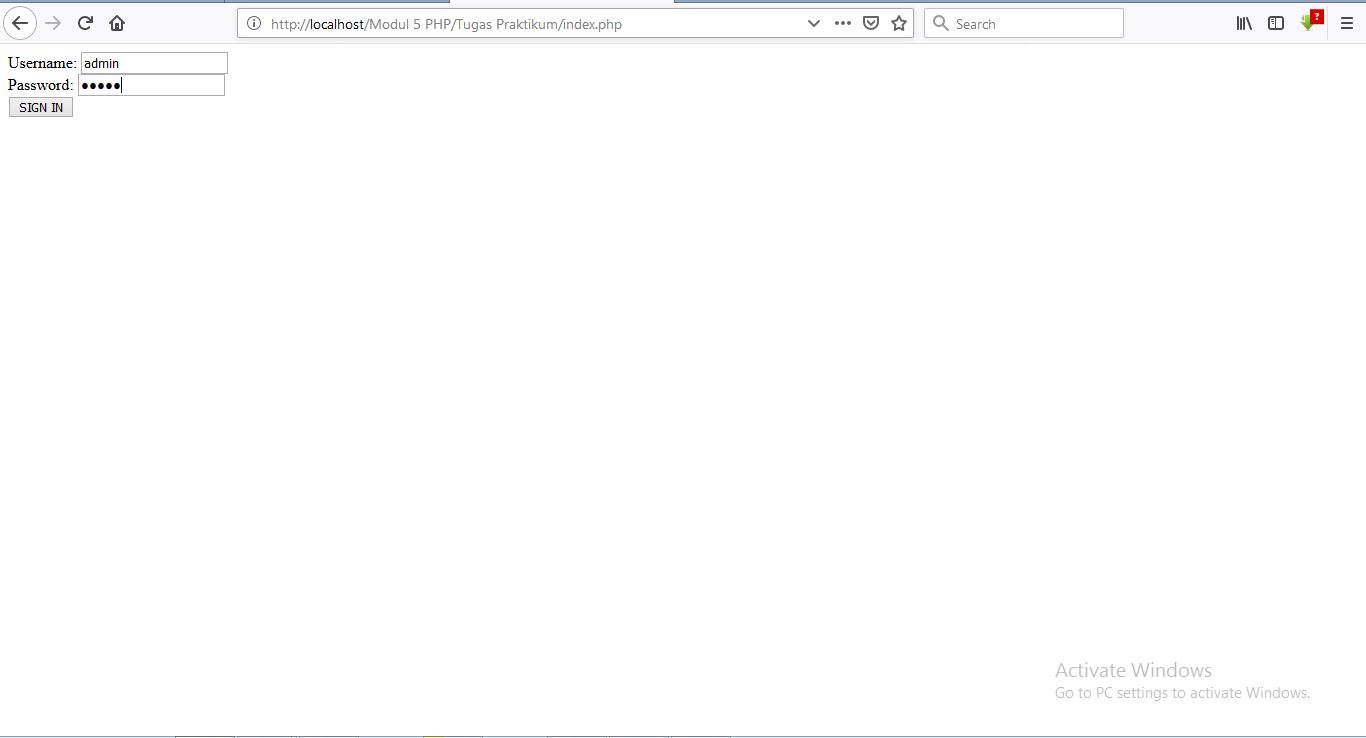 http://localhost/Modul 5 PHP/Tugas Praktikum/index.php
Search
?
Username: admin
Password: •••••
SIGN IN
Activate Windows
Go to PC settings to activate Windows.